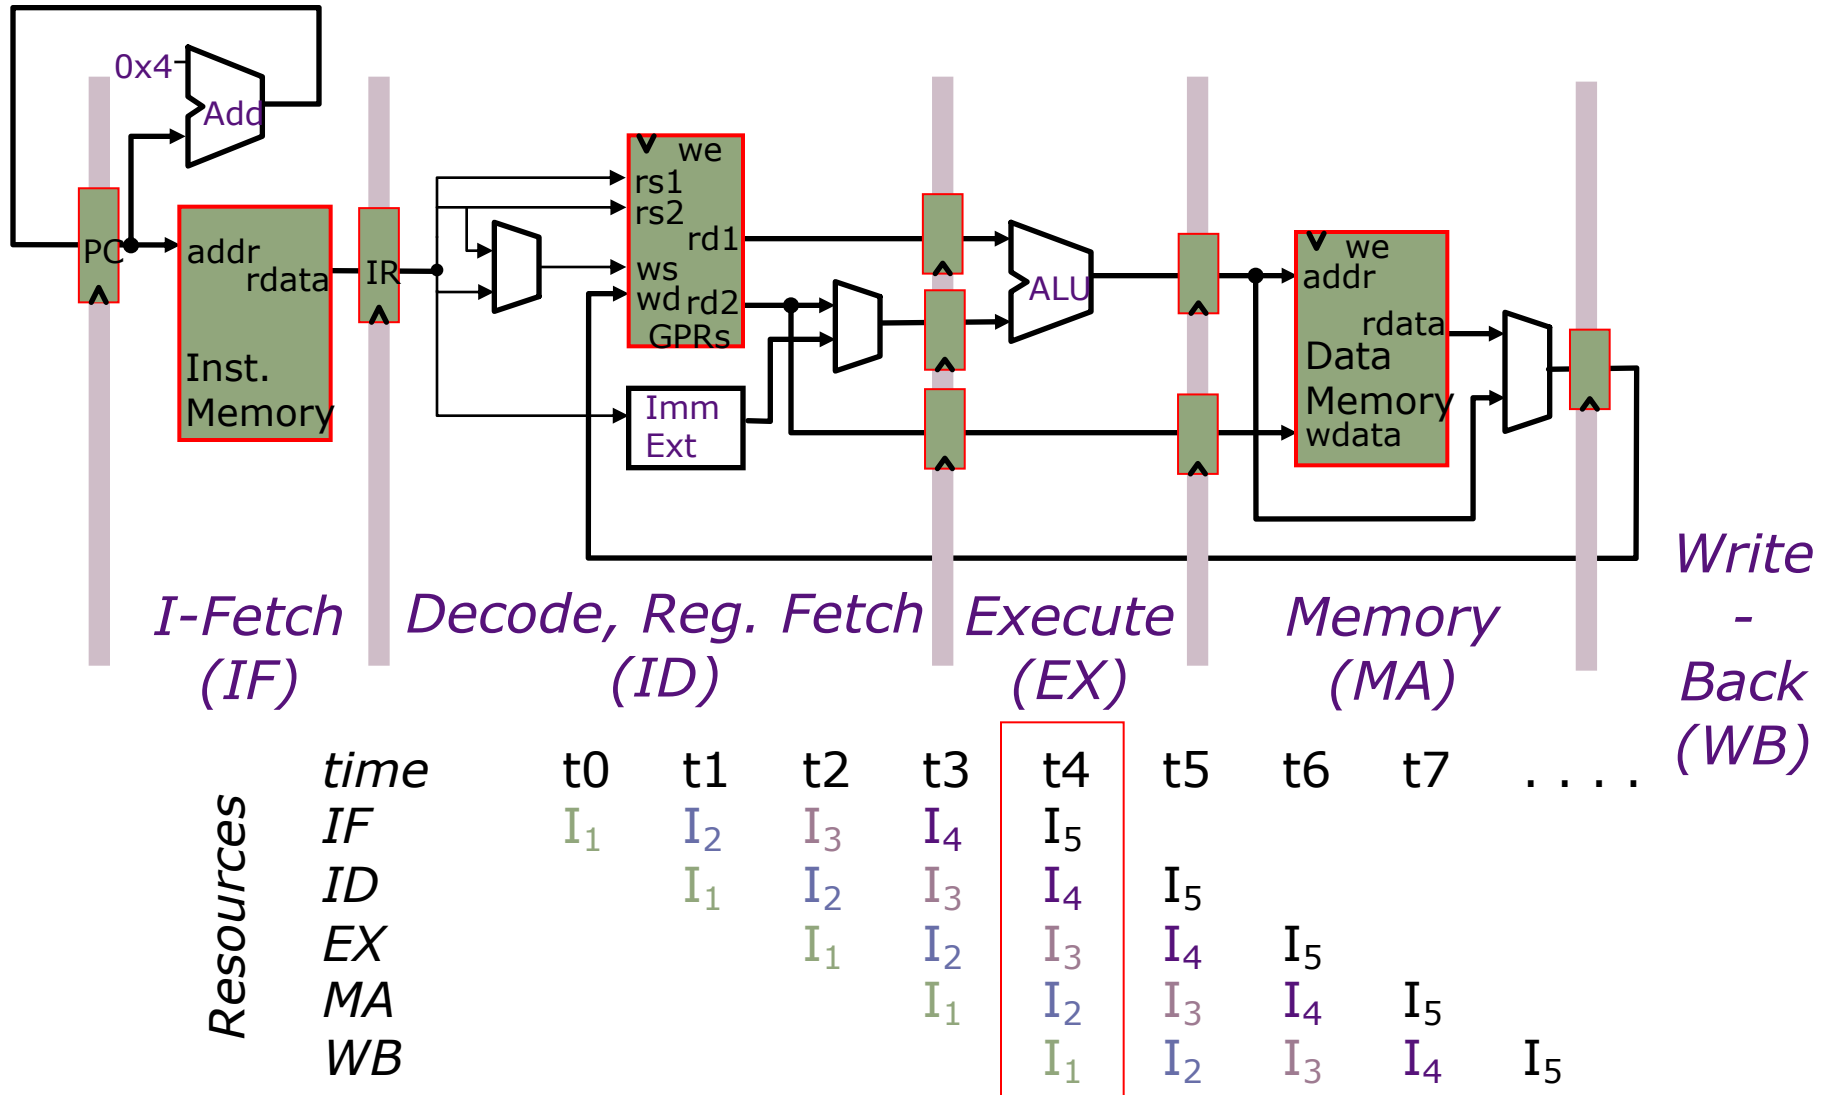 0x4
Add
PC
addr
rdata
Inst.
Memory
IR
we
rs1
rs2
rd1
ws
wd rd2
GPRs
Imm
Ext
ALU
we
addr
rdata
Data
Memory
wdata
I-Fetch
(IF)
Decode, Reg. Fetch
(ID)
Execute
(EX)
Memory
(MA)
Write
-
Back
(WB)
Resources
time t0 t1 t2 t3 t4 t5 t6 t7 . . . .
IF I1 I2 I3 I4 I5
ID I1 I2 I3 I4 I5
EX I1 I2 I3 I4 I5
MA I1 I2 I3 I4 I5
WB I1 I2 I3 I4 I5